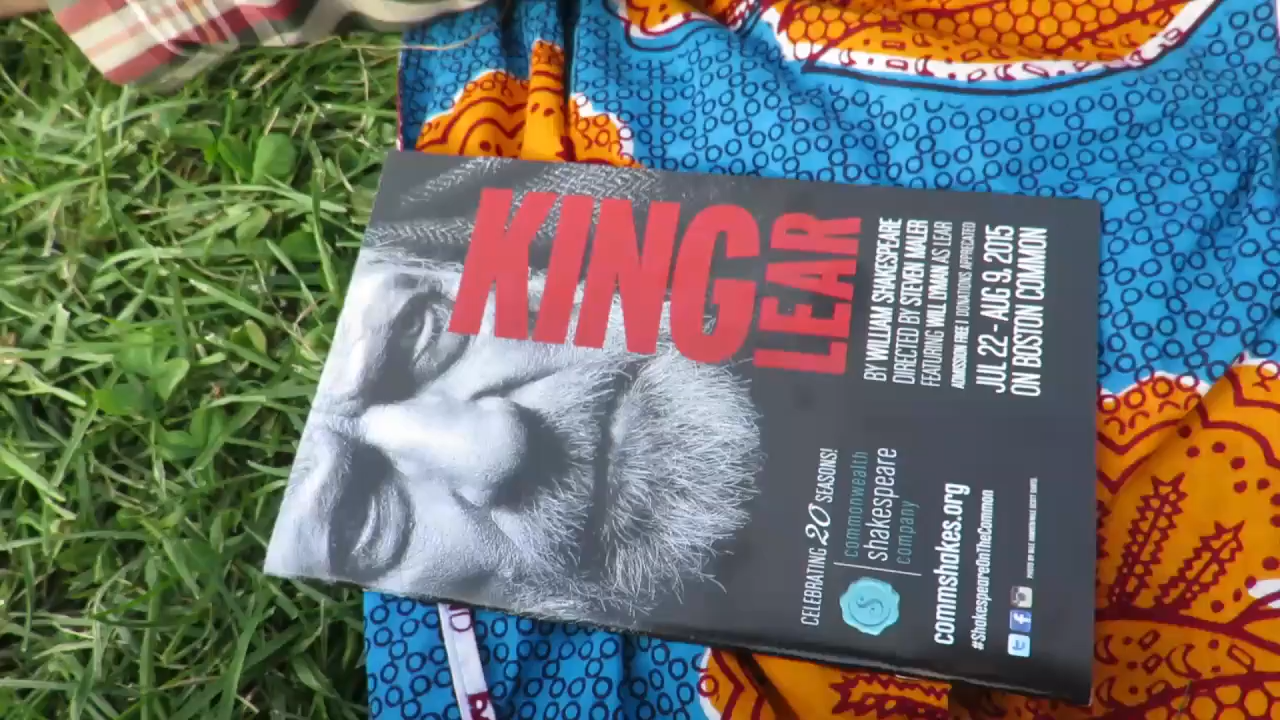 KING
LEAR
BY WILLIAM SHAKESPEARE
DIRECTED BY STEVEN MALER
FEATURING WILL LYMAN AS LEAR
ADMISSION FREE / DONATIONS APPRECIATED
JUL 22 - AUG 9, 2015
ON BOSTON COMMON
CELEBRATING 20 SEASONS!
commonwealth
shakespeare
company
commshakes.org
#ShakespeareOnTheCommon